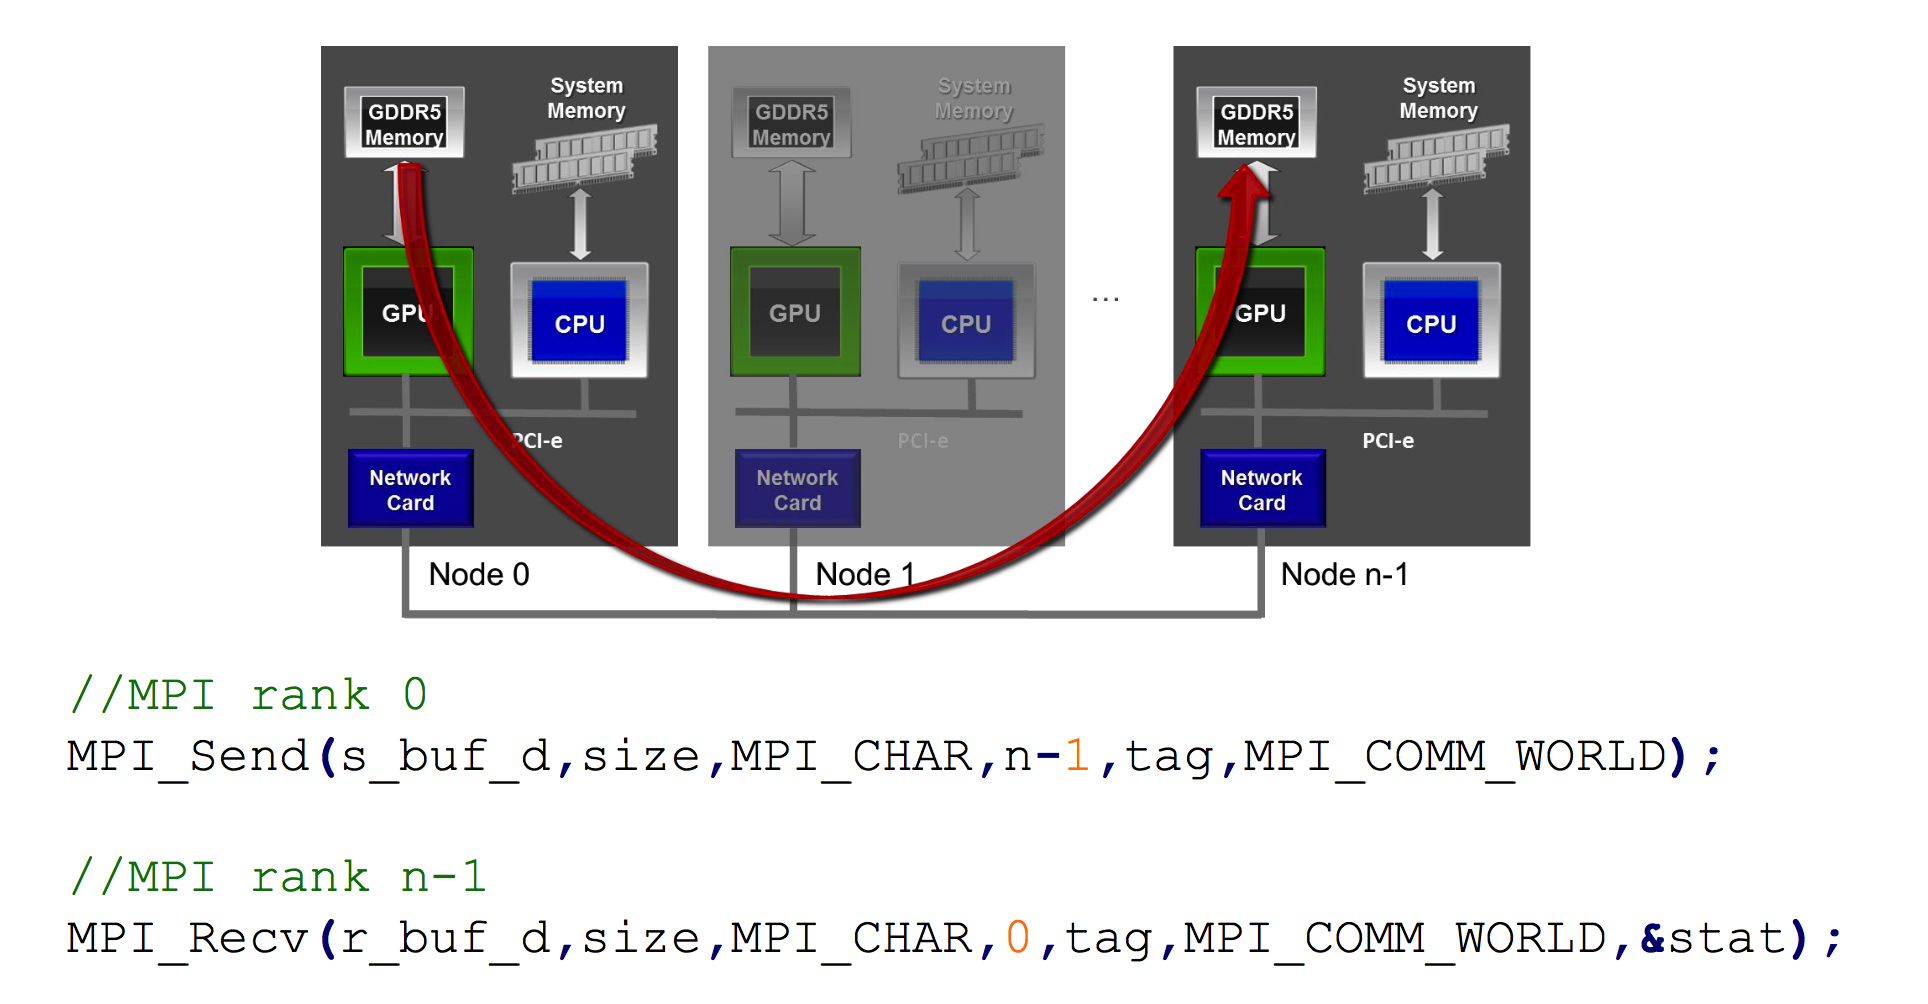 GDDR5
Memory
System
Memory
GPU
CPU
PCI-e
Network
Card
Node 0
GDDR5
Memory
System
Memory
GPU
CPU
PCI-e
Network
Card
Node 1
...
GDDR5
Memory
System
Memory
GPU
CPU
PCI-e
Network
Card
Node n-1
//MPI rank 0
MPI_Send(s_buf_d,size,MPI_CHAR,n-1,tag,MPI_COMM_WORLD);
//MPI rank n-1
MPI_Recv(r_buf_d,size,MPI_CHAR,0,tag,MPI_COMM_WORLD,&stat);